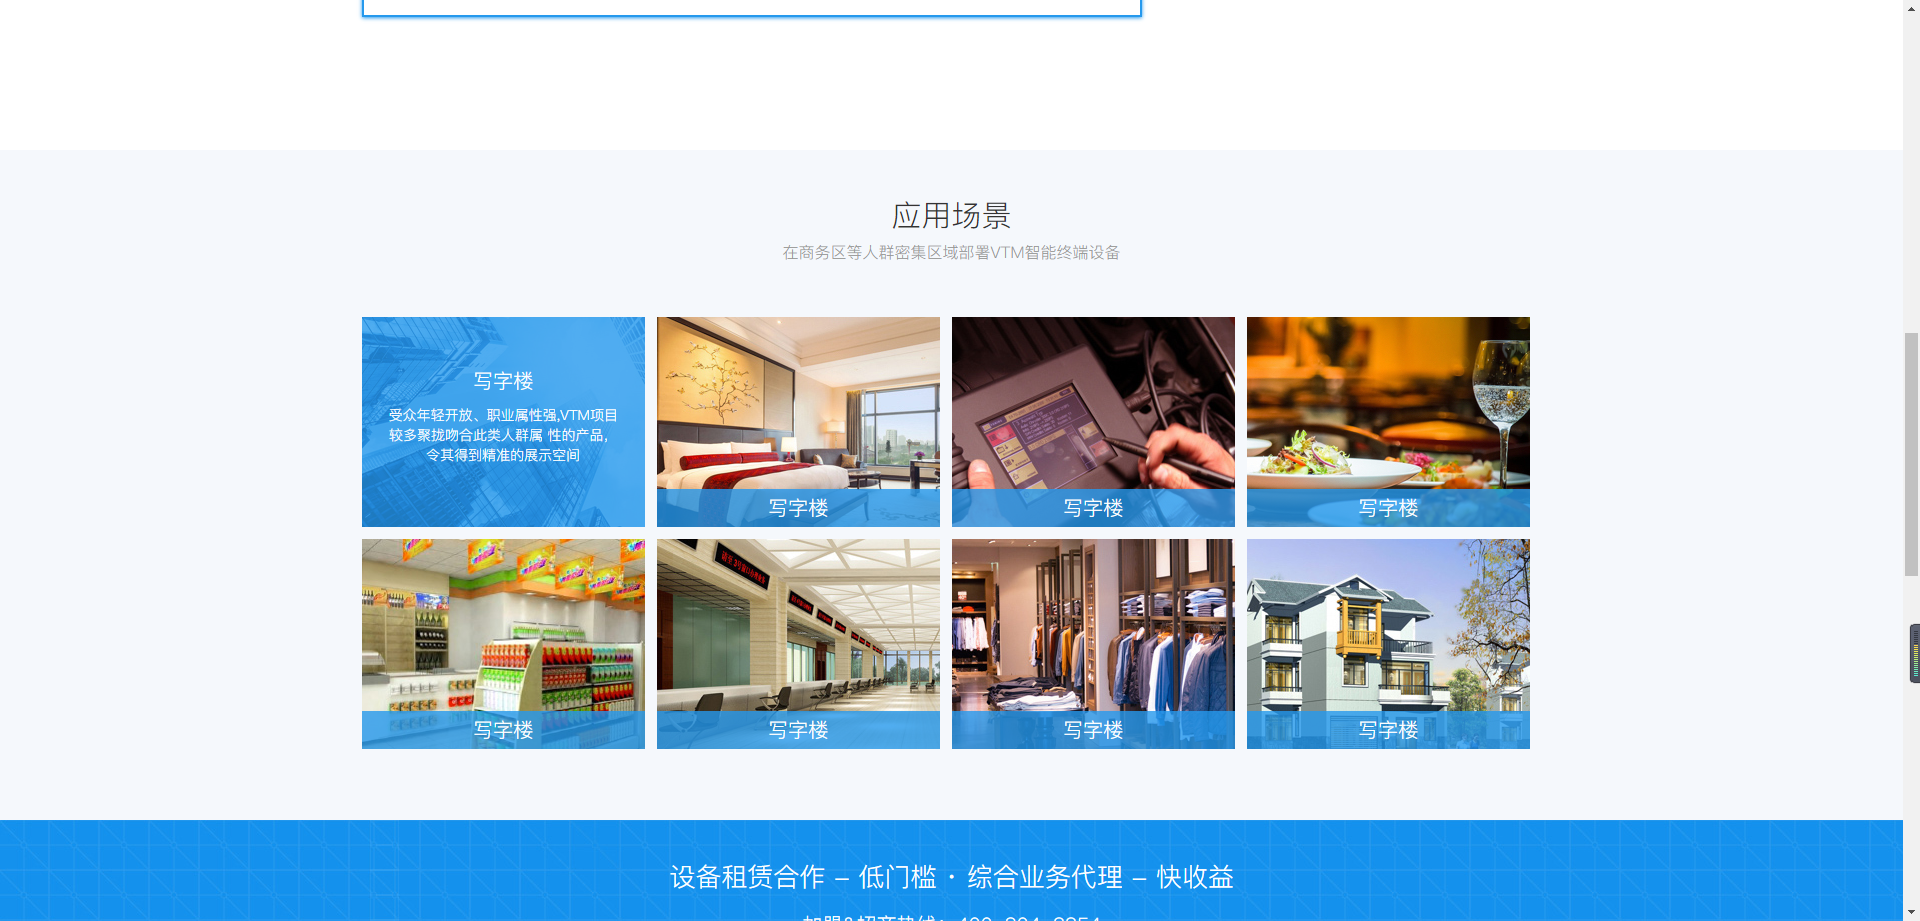 应用场景
在商务区等人群密集区域部署VTM智能终端设备
写字楼
受众年轻开放、职业属性强,VTM项目
较多聚拢吻合此类人群属 性的产品,
令其得到精准的展示空间
写字楼
写字楼
写字楼
写字楼
写字楼
写字楼
写字楼
设备租赁合作 – 低门槛 · 综合业务代理 – 快收益